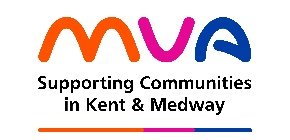 MVA
Supporting Communities
in Kent & Medway